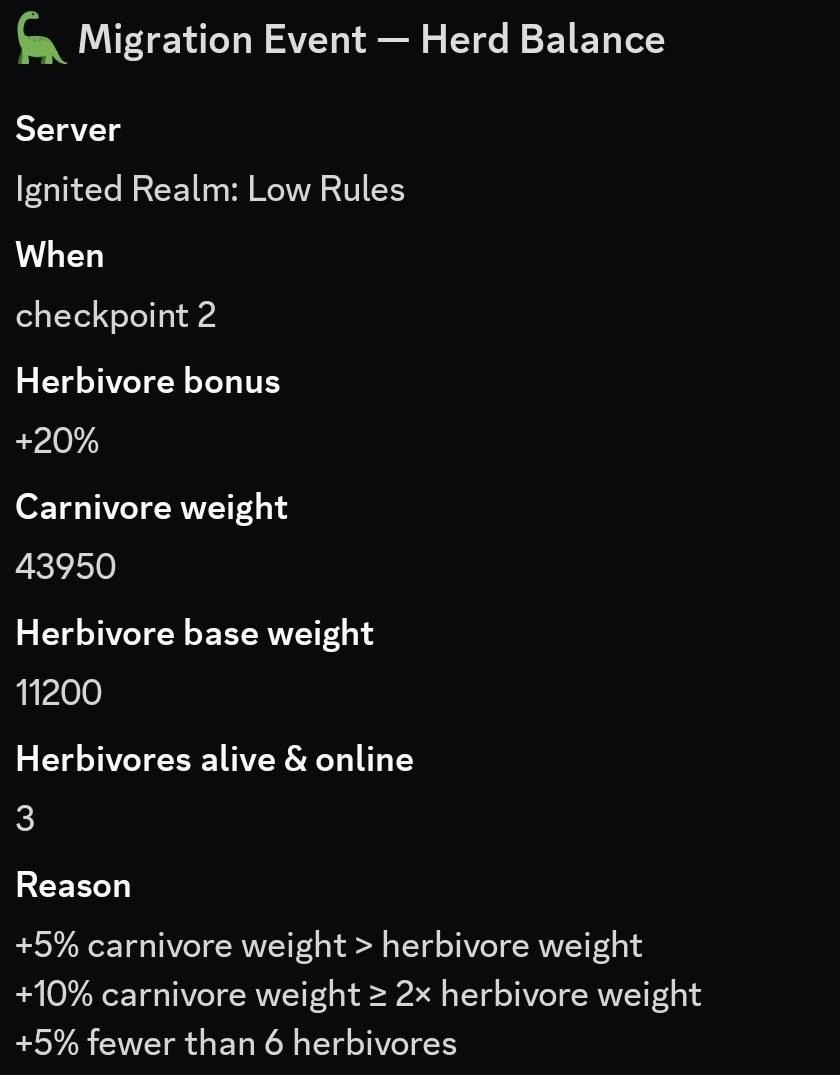 Migration Event — Herd Balance
Server
Ignited Realm: Low Rules
When
checkpoint 2
Herbivore bonus
+20%
Carnivore weight
43950
Herbivore base weight
11200
Herbivores alive & online
3
Reason
+5% carnivore weight > herbivore weight
+10% carnivore weight ≥ 2× herbivore weight
+5% fewer than 6 herbivores